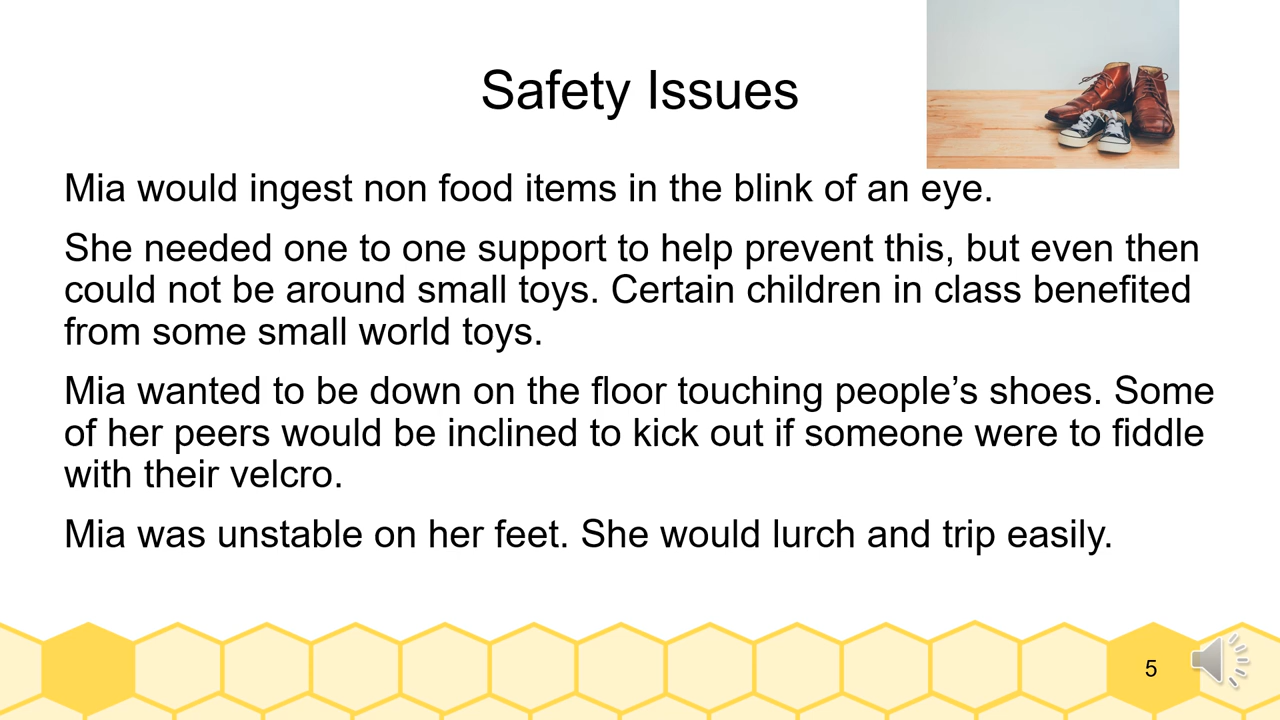 Safety Issues
Mia would ingest non food items in the blink of an eye.
She needed one to one support to help prevent this, but even then
could not be around small toys. Certain children in class benefited
from some small world toys.
Mia wanted to be down on the floor touching people’s shoes. Some
of her peers would be inclined to kick out if someone were to fiddle
with their velcro.
Mia was unstable on her feet. She would lurch and trip easily.
5